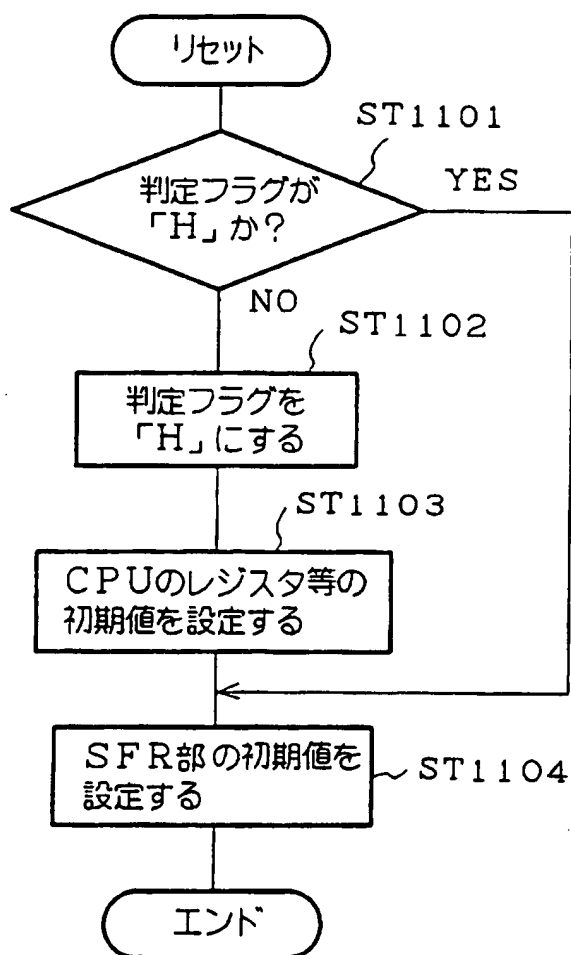 リセット
ST1101
判定フラグが
「H」か?
YES
NO
ST1102
判定フラグを
「H」にする
ST1103
CPUのレジスタ等の
初期値を設定する
SFR部の初期値を
設定する
ST1104
エンド